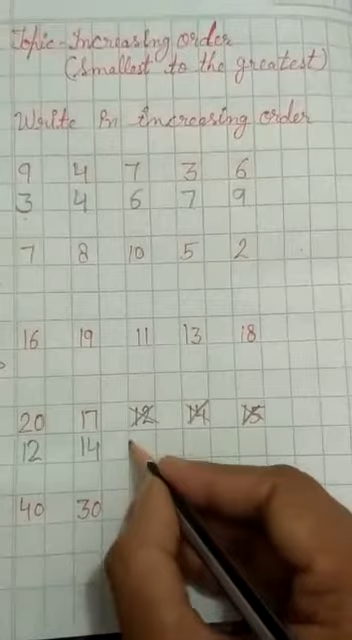 Topic-Increasing order
(Smallest to the greatest)
Write in increasing order
9 4 7 3 6
3 4 6 7 9
7 8 10 5 2
16 19 11 13 18
20 17 12 14 15
12 14
40 30